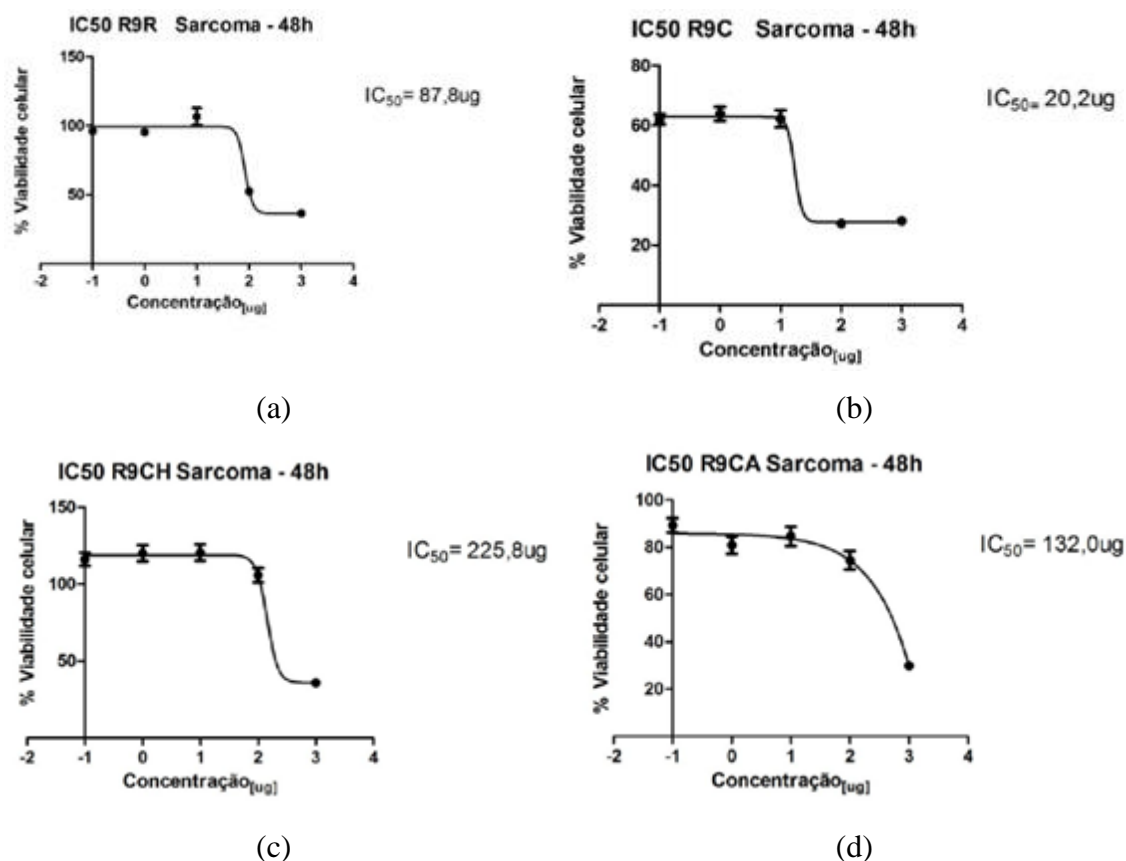 IC50 R9R Sarcoma - 48h
% Viabilidade celular
150
100
50
-2 -1 0 1 2 3 4
Concentração[ug]
IC50= 87,8ug
(a)
IC50 R9C Sarcoma - 48h
% Viabilidade celular
80
60
40
20
-2 -1 0 1 2 3 4
Concentração[ug]
IC50= 20,2ug
(b)
IC50 R9CH Sarcoma - 48h
% Viabilidade celular
150
100
50
-2 -1 0 1 2 3 4
Concentração[ug]
IC50= 225,8ug
(c)
IC50 R9CA Sarcoma - 48h
% Viabilidade celular
100
80
60
40
20
-2 -1 0 1 2 3 4
Concentração[ug]
IC50= 132,0ug
(d)